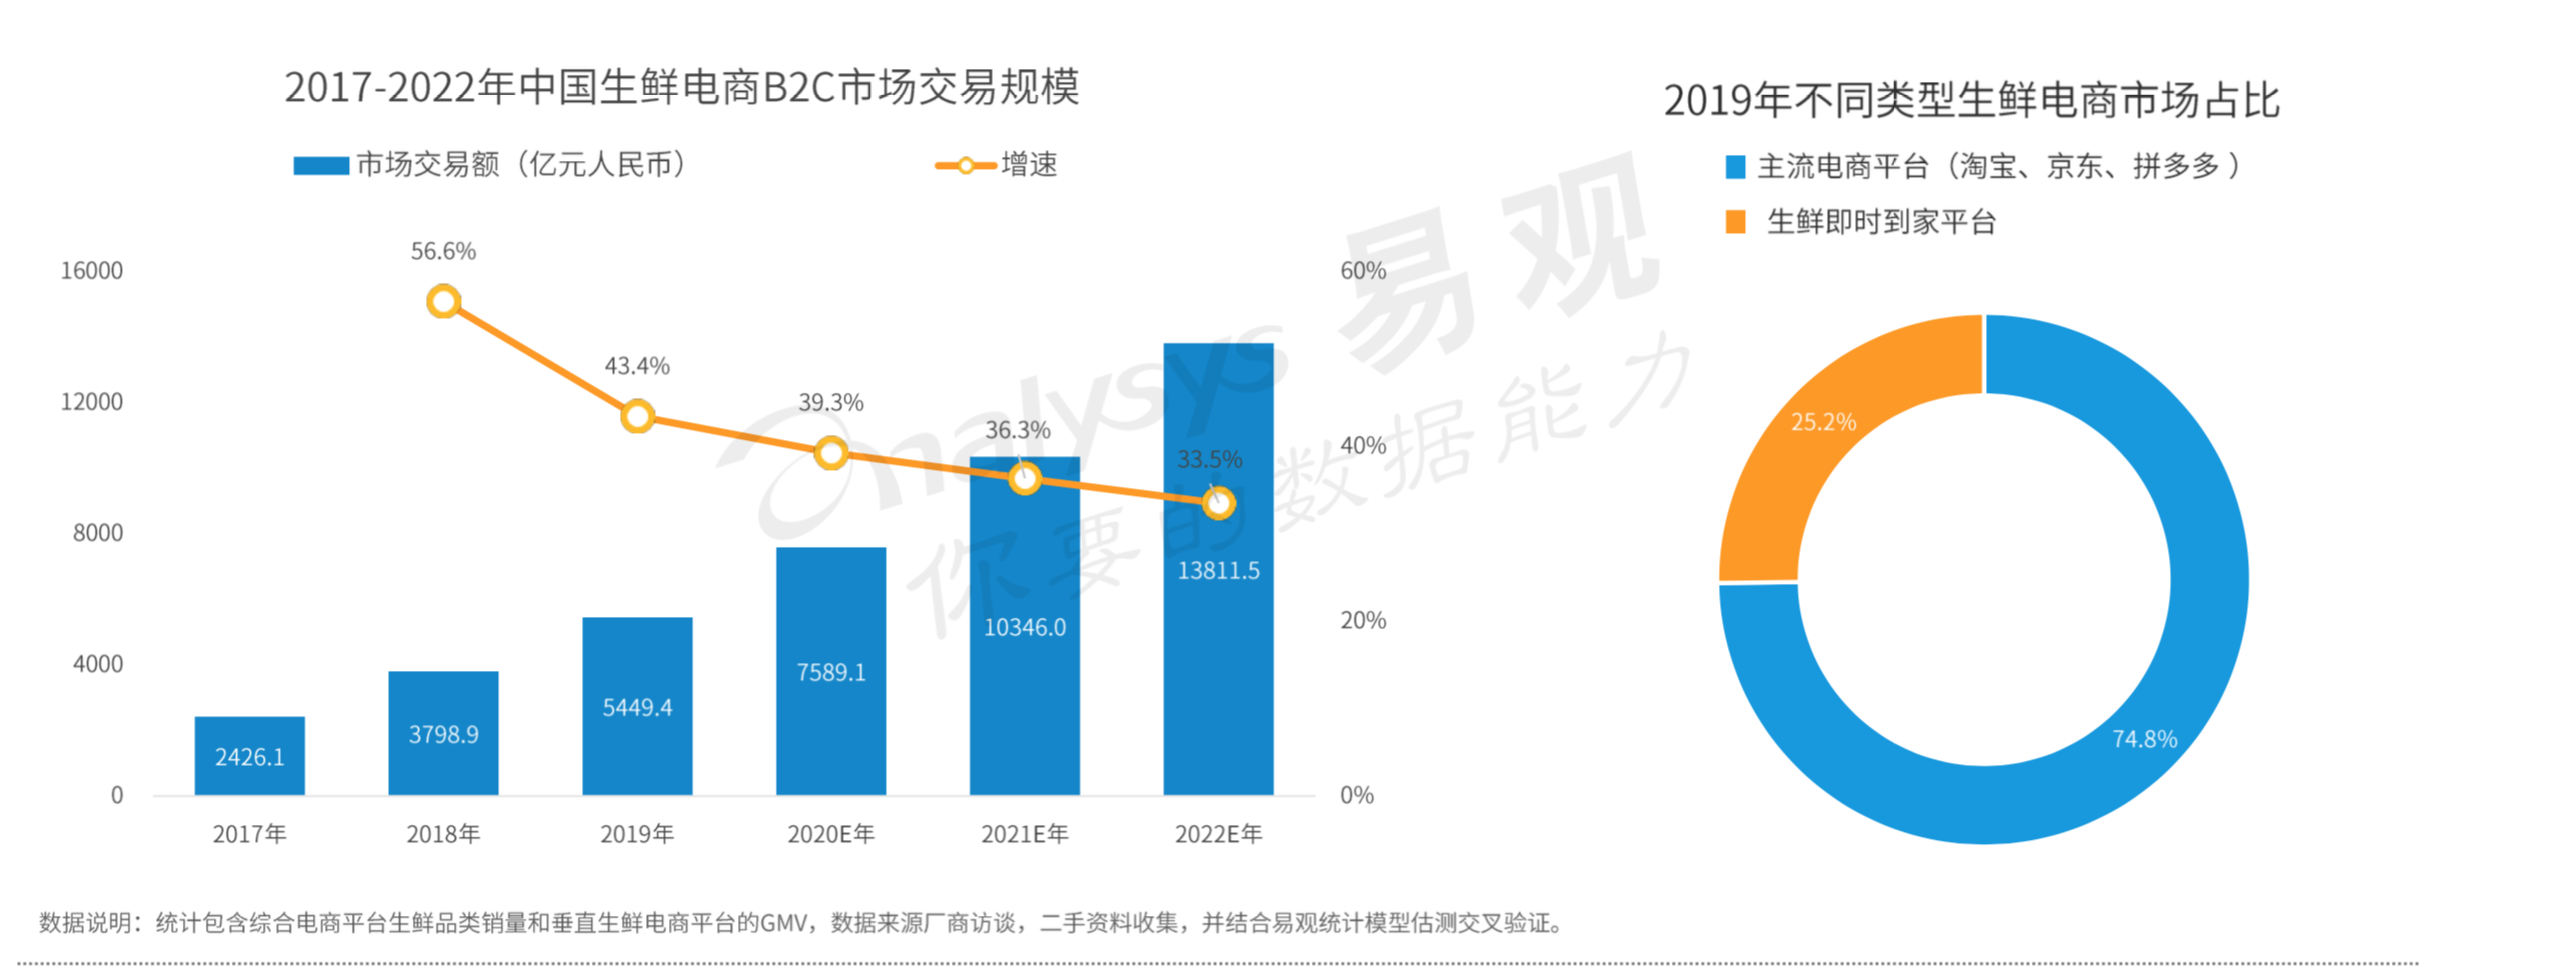 2017-2022年中国生鲜电商B2C市场交易规模
市场交易额（亿元人民币）
增速
16000
12000
8000
4000
0
60%
40%
20%
0%
56.6%
43.4%
39.3%
36.3%
33.5%
2426.1
3798.9
5449.4
7589.1
10346.0
13811.5
2017年
2018年
2019年
2020E年
2021E年
2022E年
2019年不同类型生鲜电商市场占比
主流电商平台（淘宝、京东、拼多多 ）
生鲜即时到家平台
25.2%
74.8%
analysys 易观
你要的数据能力
数据说明：统计包含综合电商平台生鲜品类销量和垂直生鲜电商平台的GMV，数据来源厂商访谈，二手资料收集，并结合易观统计模型估测交叉验证。